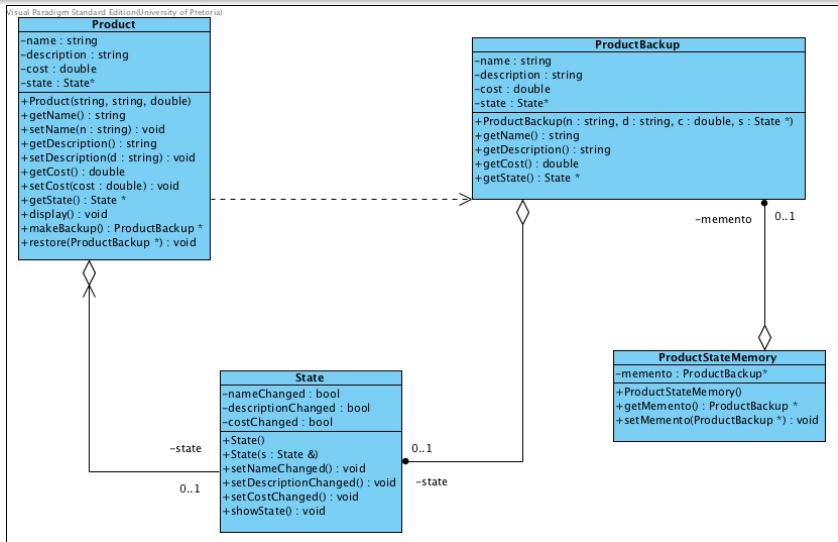 Visual Paradigm Standard Edition(University of Pretoria)
Product
-name : string
-description : string
-cost : double
-state : State*
+Product(string, string, double)
+getName() : string
+setName(n : string) : void
+getDescription() : string
+setDescription(d : string) : void
+getCost() : double
+setCost(cost : double) : void
+getState() : State *
+display() : void
+makeBackup() : ProductBackup *
+restore(ProductBackup *) : void
ProductBackup
-name : string
-description : string
-cost : double
-state : State*
+ProductBackup(n : string, d : string, c : double, s : State *)
+getName() : string
+getDescription() : string
+getCost() : double
+getState() : State *
-memento
0..1
ProductStateMemory
-memento : ProductBackup*
+ProductStateMemory()
+getMemento() : ProductBackup *
+setMemento(ProductBackup *) : void
State
-nameChanged : bool
-descriptionChanged : bool
-costChanged : bool
+State()
+State(s : State &)
+setNameChanged() : void
+setDescriptionChanged() : void
+setCostChanged() : void
+showState() : void
-state
0..1
0..1
-state